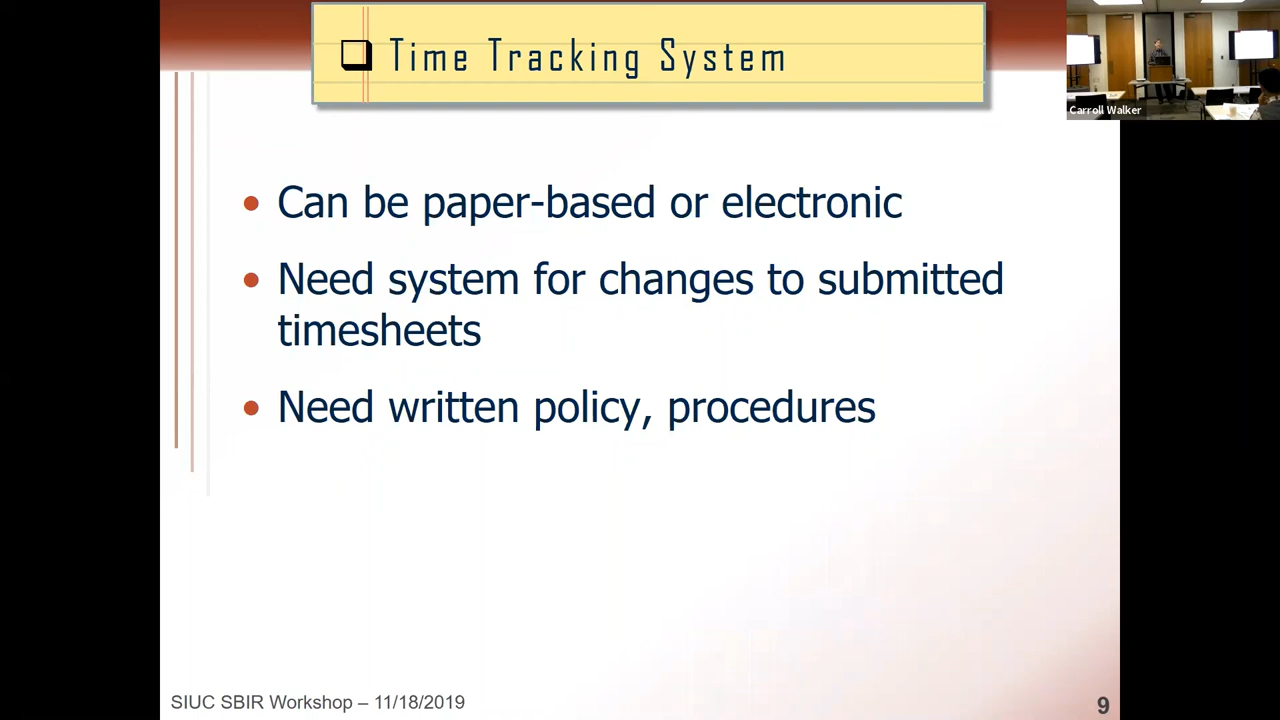 Time Tracking System
Carroll Walker
• Can be paper-based or electronic
• Need system for changes to submitted
timesheets
• Need written policy, procedures
SIUC SBIR Workshop – 11/18/2019
9